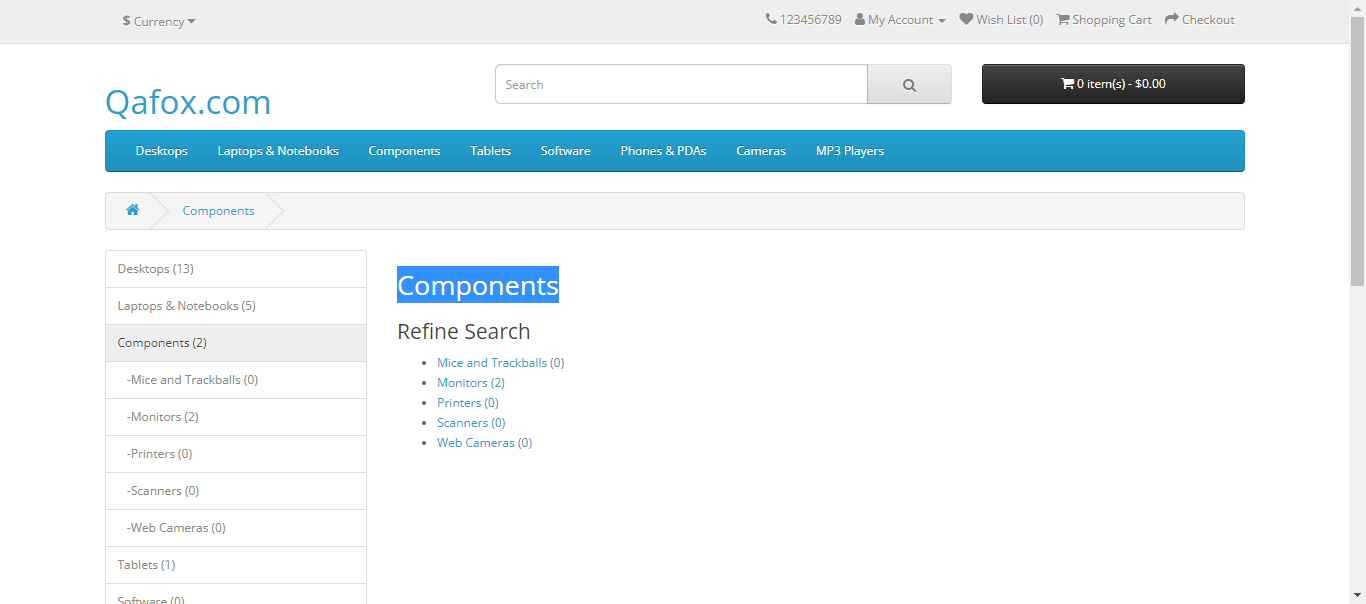 $ Currency
123456789 My Account Wish List (0) Shopping Cart Checkout
Qafox.com
Search
0 item(s) - $0.00
Desktops Laptops & Notebooks Components Tablets Software Phones & PDAs Cameras MP3 Players
Components
Desktops (13)
Laptops & Notebooks (5)
Components (2)
-Mice and Trackballs (0)
-Monitors (2)
-Printers (0)
-Scanners (0)
-Web Cameras (0)
Tablets (1)
Software (0)
Components
Refine Search
Mice and Trackballs (0)
Monitors (2)
Printers (0)
Scanners (0)
Web Cameras (0)